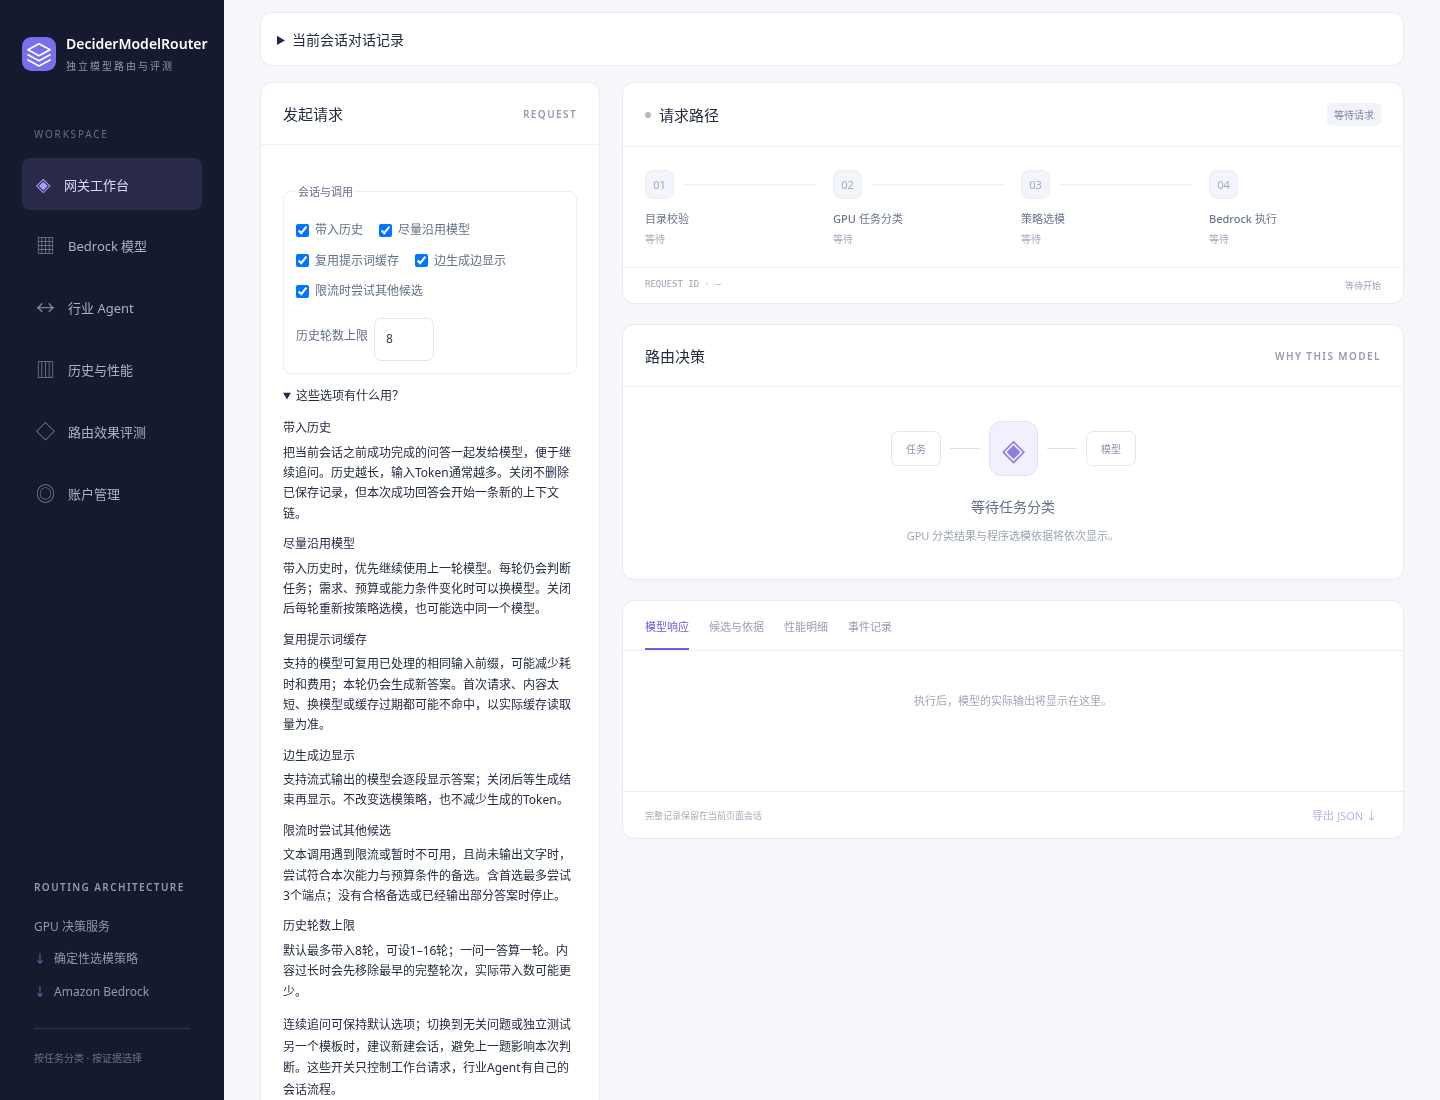 DeciderModelRouter
独立模型路由与评测
WORKSPACE
网关工作台
Bedrock 模型
行业 Agent
历史与性能
路由效果评测
账户管理
ROUTING ARCHITECTURE
GPU 决策服务
↓ 确定性选模策略
↓ Amazon Bedrock
按任务分类 · 按证据选择
▶ 当前会话对话记录
发起请求
REQUEST
会话与调用
带入历史 尽量沿用模型
复用提示词缓存 边生成边显示
限流时尝试其他候选
历史轮数上限 8
▼ 这些选项有什么用？
带入历史
把当前会话之前成功完成的问答一起发给模型，便于继
续追问。历史越长，输入Token通常越多。关闭不删除
已保存记录，但本次成功回答会开始一条新的上下文
链。
尽量沿用模型
带入历史时，优先继续使用上一轮模型。每轮仍会判断
任务；需求、预算或能力条件变化时可以换模型。关闭
后每轮重新按策略选模，也可能选中同一个模型。
复用提示词缓存
支持的模型可复用已处理的相同输入前缀，可能减少耗
时和费用；本轮仍会生成新答案。首次请求、内容太
短、换模型或缓存过期都可能不命中，以实际缓存读取
量为准。
边生成边显示
支持流式输出的模型会逐段显示答案；关闭后等生成结
束再显示。不改变选模策略，也不减少生成的Token。
限流时尝试其他候选
文本调用遇到限流或暂时不可用，且尚未输出文字时，
尝试符合本次能力与预算条件的备选。含首选最多尝试
3个端点；没有合格备选或已经输出部分答案时停止。
历史轮数上限
默认最多带入8轮，可设1–16轮；一问一答算一轮。内
容过长时会先移除最早的完整轮次，实际带入数可能更
少。
连续追问可保持默认选项；切换到无关问题或独立测试
另一个模板时，建议新建会话，避免上一题影响本次判
断。这些开关只控制工作台请求，行业Agent有自己的
会话流程。
请求路径
等待请求
01 02 03 04
目录校验 GPU 任务分类 策略选模 Bedrock 执行
等待 等待 等待 等待
REQUEST ID · —
等待开始
路由决策
WHY THIS MODEL
任务 模型
等待任务分类
GPU 分类结果与程序选模依据将依次显示。
模型响应 候选与依据 性能明细 事件记录
执行后，模型的实际输出将显示在这里。
完整记录保留在当前页面会话
导出 JSON ↓